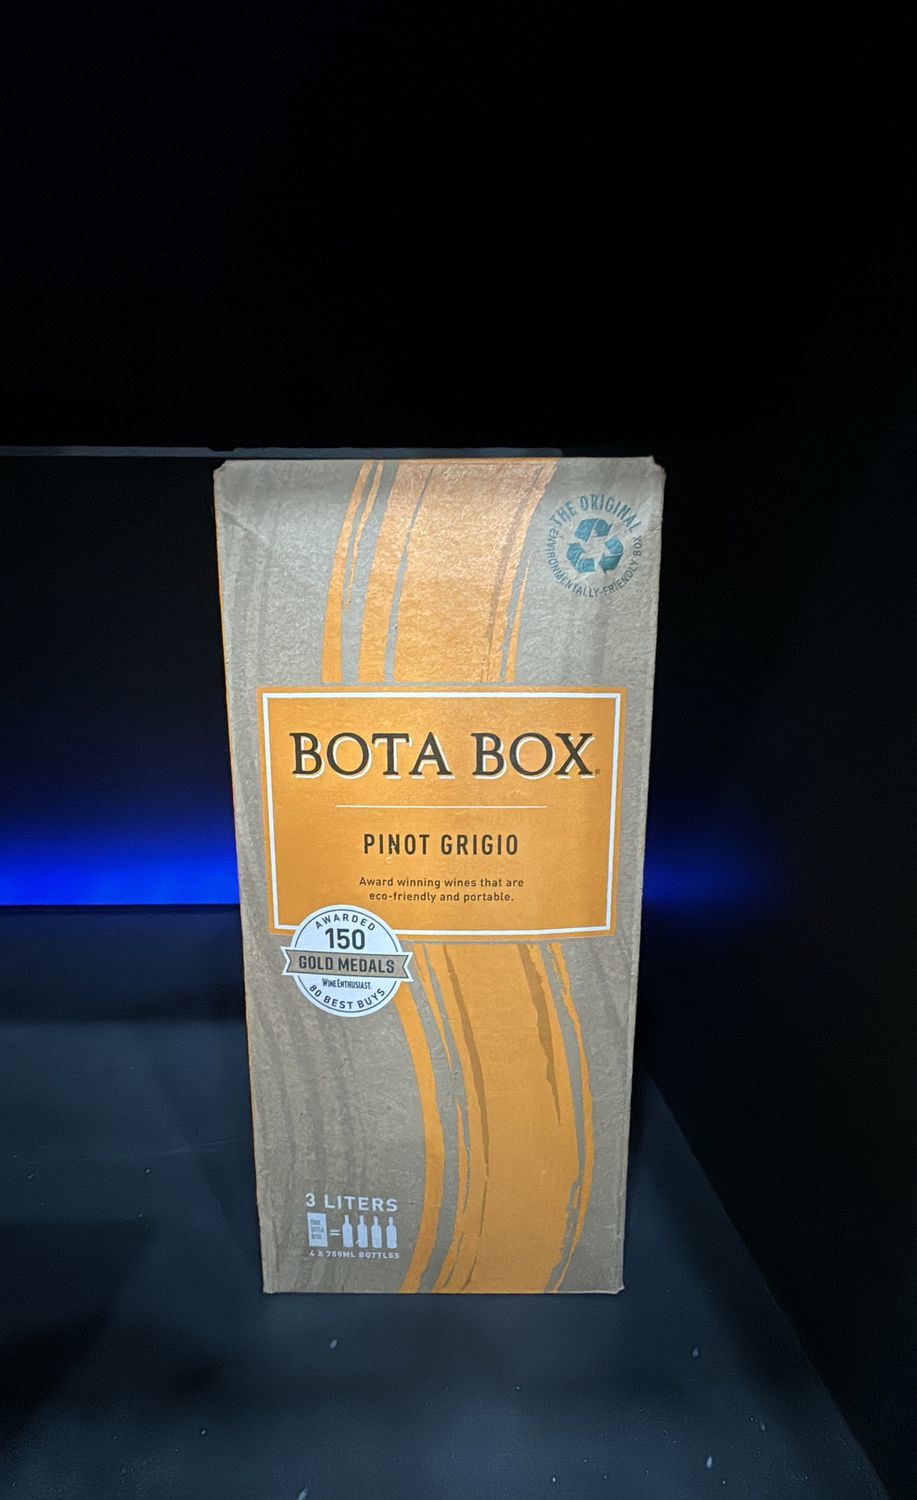 THE ORIGINAL
ENVIRONMENTALLY-FRIENDLY BOX
BOTA BOX®
PINOT GRIGIO
Award winning wines that are
eco-friendly and portable.
AWARDED
150
GOLD MEDALS
WINE ENTHUSIAST
80 BEST BUYS
3 LITERS
=
4 X 750ML BOTTLES